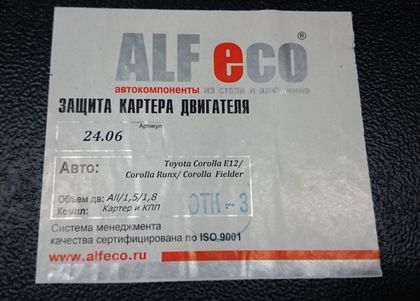 ALF eco®
автокомпоненты из стали и алюминия
ЗАЩИТА КАРТЕРА ДВИГАТЕЛЯ
Артикул
24.06
Авто: Toyota Corolla E12/
Corolla Runx/ Corolla Fielder
Объем дв: All/1,5/1,8
Компл: Картер и КПП
ОТК-3
Система менеджмента
качества сертифицирована по ISO 9001
www.alfeco.ru